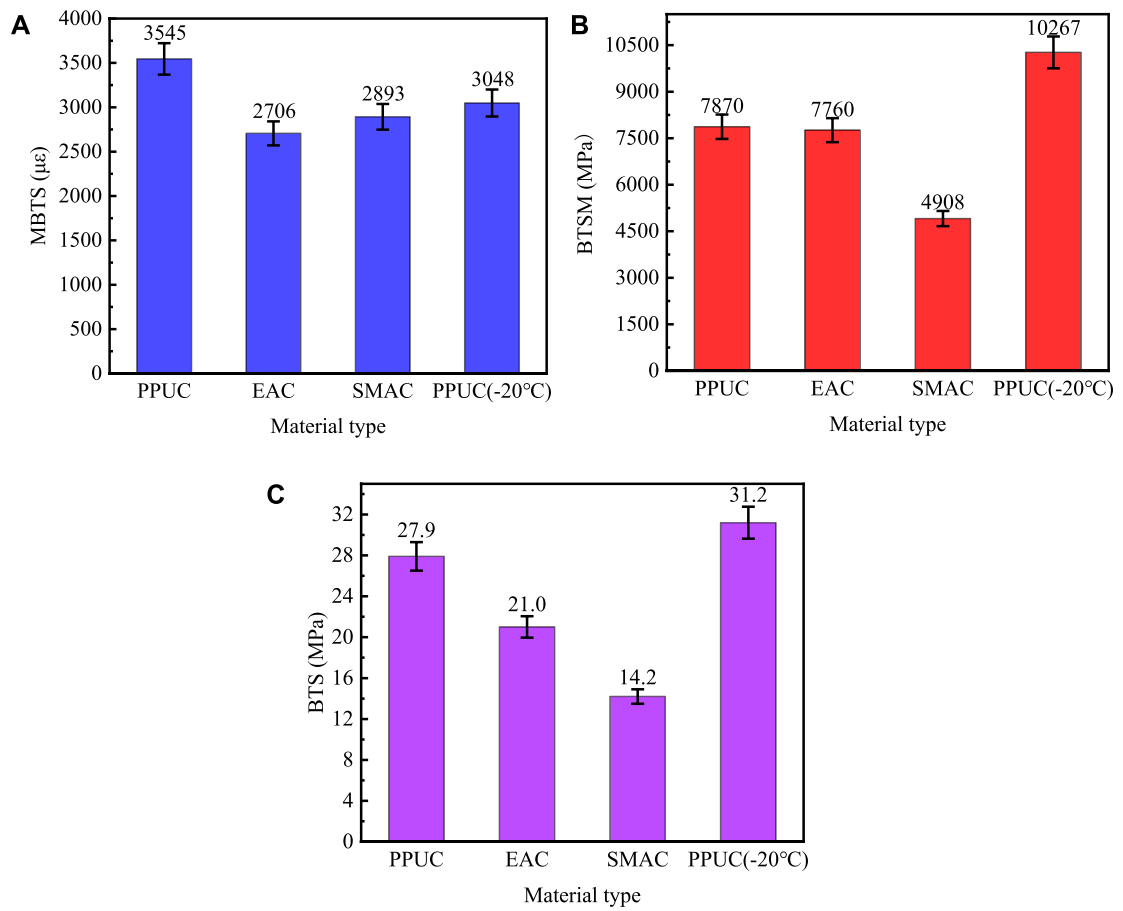 A
4000
3500
3000
2500
2000
1500
1000
500
0
MBTS (με)
3545
2706
2893
3048
PPUC
EAC
SMAC
PPUC(-20℃)
Material type
B
10500
9000
7500
6000
4500
3000
1500
0
BTSM (MPa)
7870
7760
4908
10267
PPUC
EAC
SMAC
PPUC(-20℃)
Material type
C
32
28
24
20
16
12
8
4
0
BTS (MPa)
27.9
21.0
14.2
31.2
PPUC
EAC
SMAC
PPUC(-20℃)
Material type